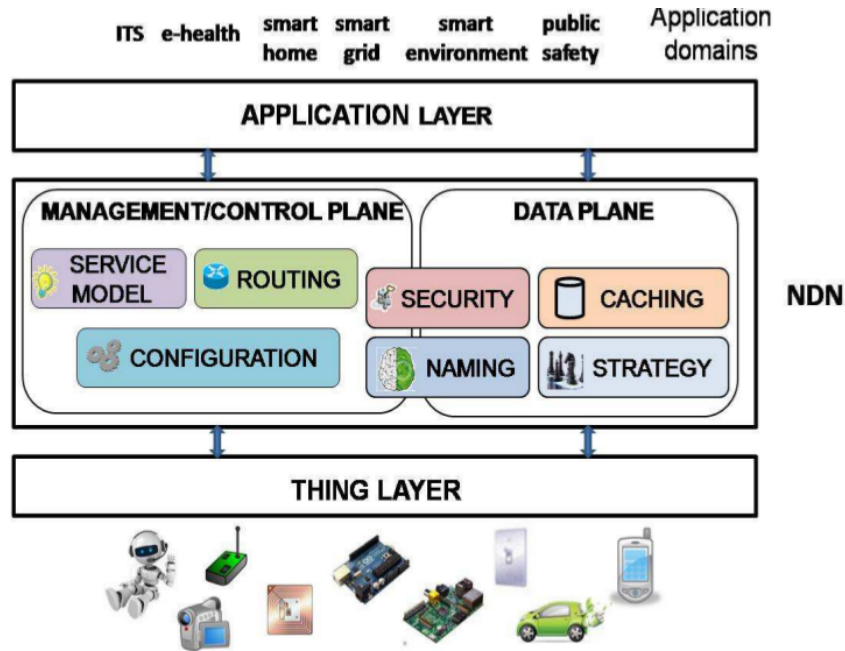 ITS e-health smart home smart grid smart environment public safety Application domains
APPLICATION LAYER
MANAGEMENT/CONTROL PLANE
DATA PLANE
SERVICE MODEL
ROUTING
SECURITY
CACHING
CONFIGURATION
NAMING
STRATEGY
NDN
THING LAYER